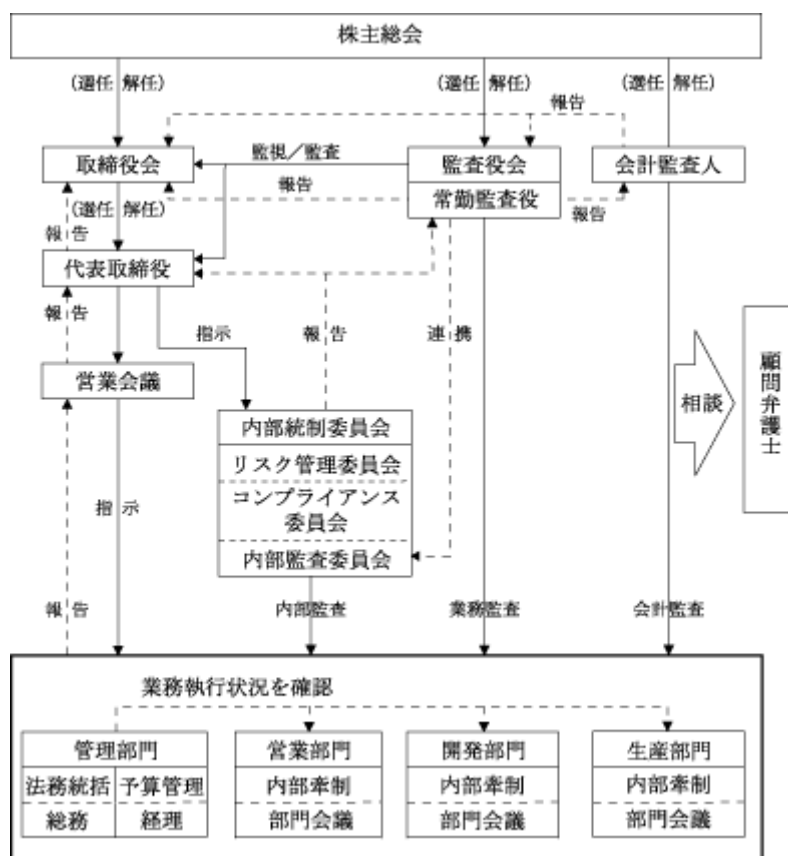 株主総会
(選任 解任)
(選任 解任)
(選任 解任)
報告
取締役会
監視/監査
監査役会
会計監査人
報告
常勤監査役
報告
(選任 解任)
報告
代表取締役
報告
指示
報告
連携
営業会議
相談
顧問弁護士
内部統制委員会
リスク管理委員会
コンプライアンス
委員会
指示
内部監査委員会
報告
内部監査
業務監査
会計監査
業務執行状況を確認
管理部門
営業部門
開発部門
生産部門
法務統括
予算管理
内部牽制
内部牽制
内部牽制
総務
経理
部門会議
部門会議
部門会議